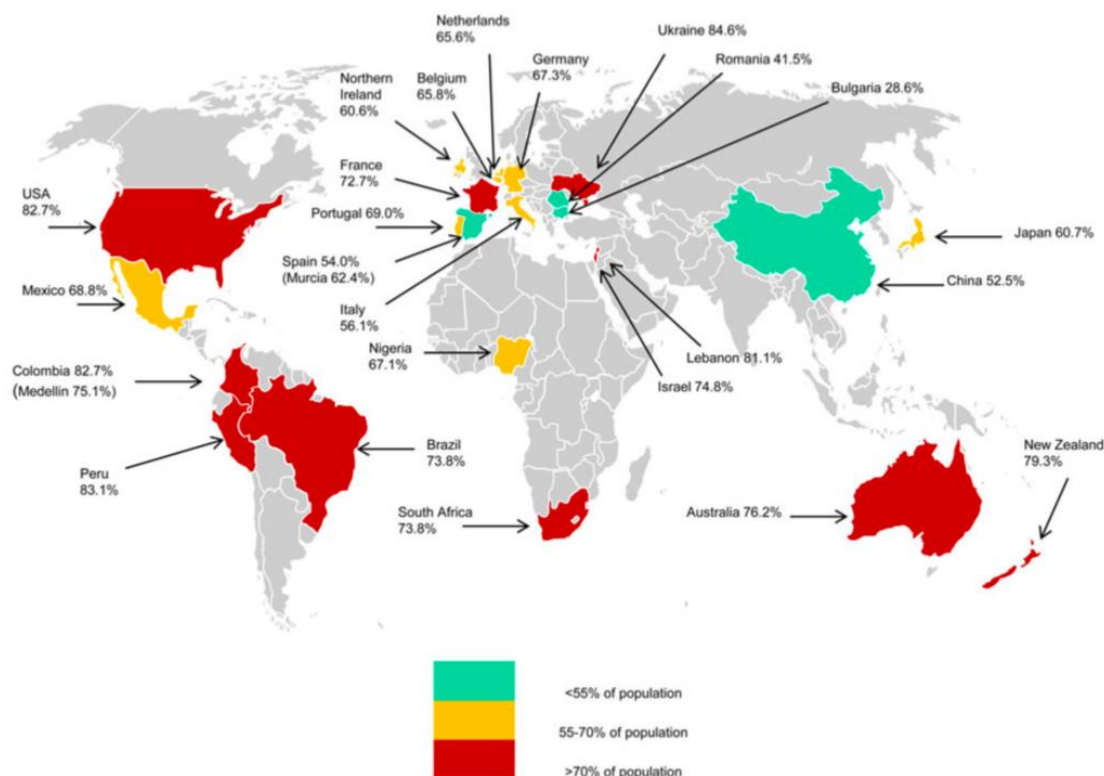 Netherlands
65.6%
Ukraine 84.6%
Romania 41.5%
Germany
67.3%
Belgium
65.8%
Northern
Ireland
60.6%
Bulgaria 28.6%
France
72.7%
USA
82.7%
Portugal 69.0%
Japan 60.7%
Spain 54.0%
(Murcia 62.4%)
China 52.5%
Mexico 68.8%
Italy
56.1%
Nigeria
67.1%
Lebanon 81.1%
Israel 74.8%
Colombia 82.7%
(Medellin 75.1%)
Brazil
73.8%
New Zealand
79.3%
Peru
83.1%
South Africa
73.8%
Australia 76.2%
<55% of population
55-70% of population
>70% of population